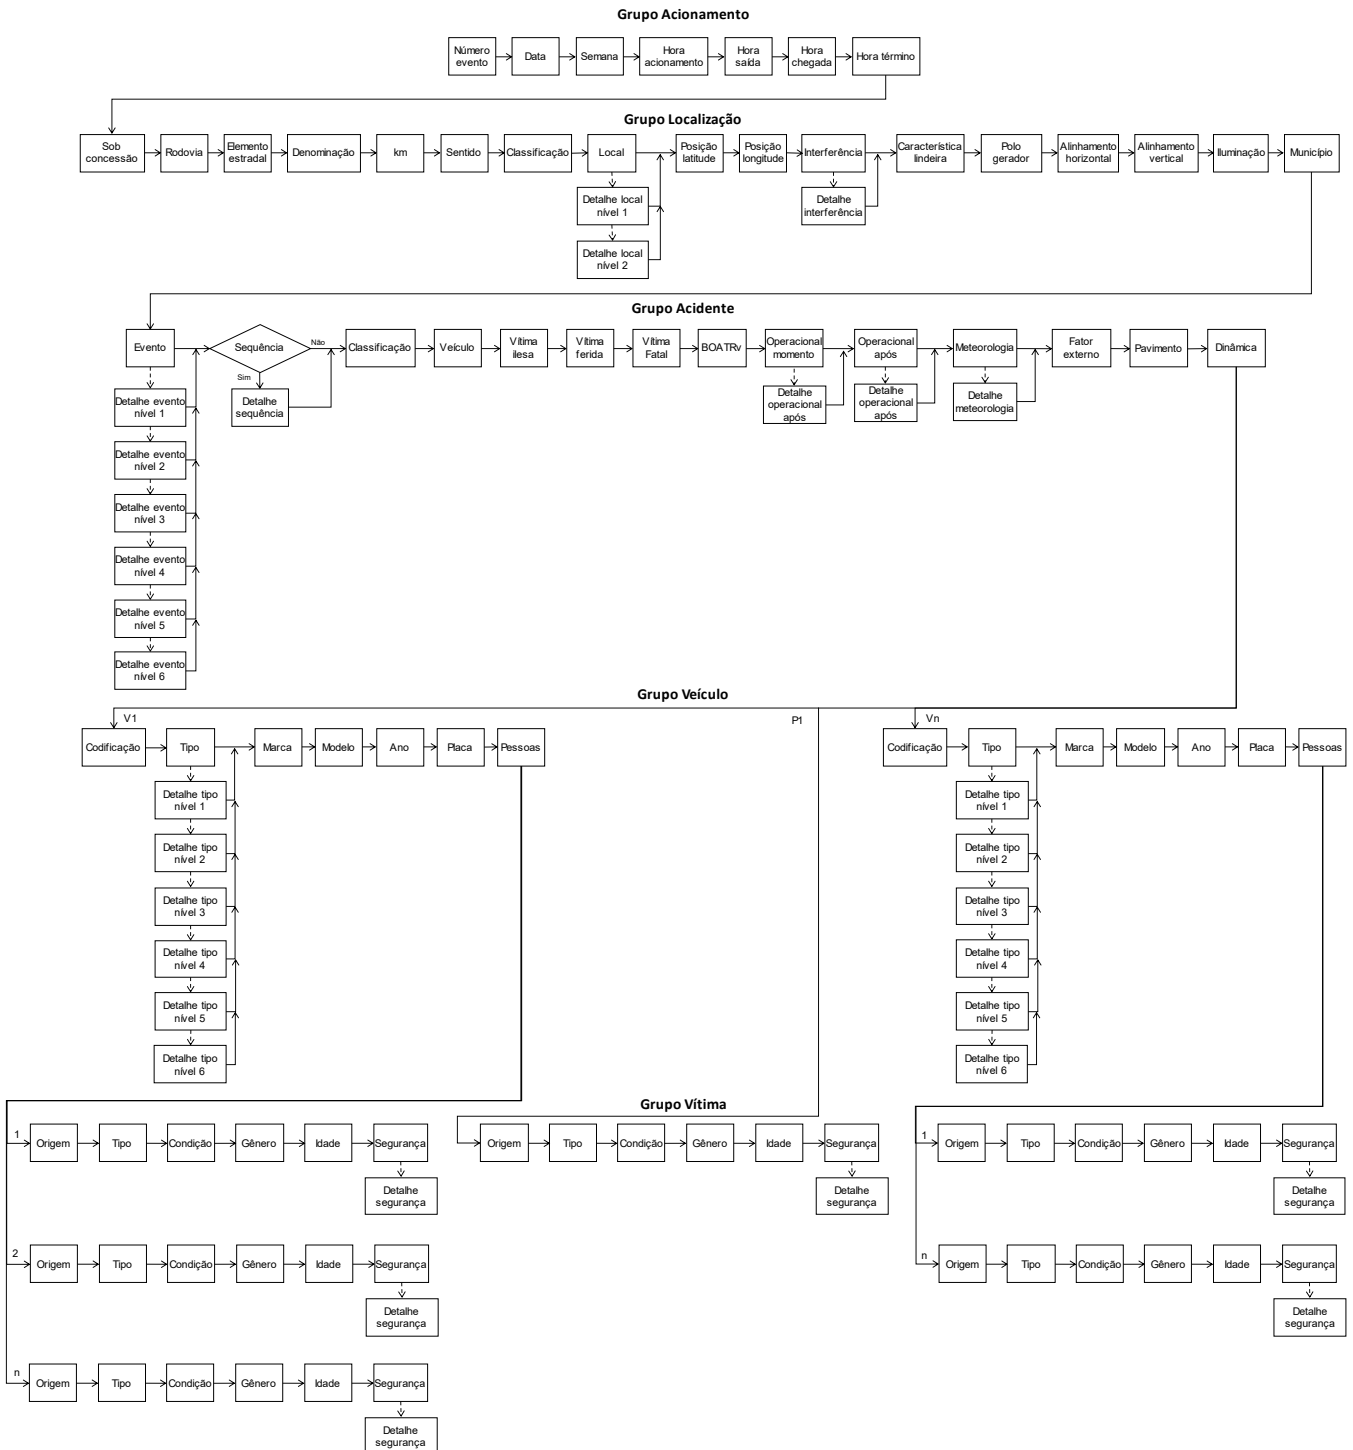 Grupo Acionamento
Número
evento
Data
Semana
Hora
acionamento
Hora
saída
Hora
chegada
Hora término
Grupo Localização
Sob
concessão
Rodovia
Elemento
estradal
Denominação
km
Sentido
Classificação
Local
Posição
latitude
Posição
longitude
Interferência
Característica
lindeira
Polo
gerador
Alinhamento
horizontal
Alinhamento
vertical
Iluminação
Município
Detalhe local
nível 1
Detalhe
interferência
Detalhe local
nível 2
Grupo Acidente
Evento
Sequência
Não
Sim
Classificação
Veículo
Vítima
ilesa
Vítima
ferida
Vítima
Fatal
BOATRv
Operacional
momento
Operacional
após
Meteorologia
Fator
externo
Pavimento
Dinâmica
Detalhe evento
nível 1
Detalhe
sequência
Detalhe
operacional
após
Detalhe
operacional
após
Detalhe
meteorologia
Detalhe evento
nível 2
Detalhe evento
nível 3
Detalhe evento
nível 4
Detalhe evento
nível 5
Detalhe evento
nível 6
Grupo Veículo
V1
P1
Vn
Codificação
Tipo
Marca
Modelo
Ano
Placa
Pessoas
Codificação
Tipo
Marca
Modelo
Ano
Placa
Pessoas
Detalhe tipo
nível 1
Detalhe tipo
nível 1
Detalhe tipo
nível 2
Detalhe tipo
nível 2
Detalhe tipo
nível 3
Detalhe tipo
nível 3
Detalhe tipo
nível 4
Detalhe tipo
nível 4
Detalhe tipo
nível 5
Detalhe tipo
nível 5
Detalhe tipo
nível 6
Detalhe tipo
nível 6
Grupo Vítima
1
Origem
Tipo
Condição
Gênero
Idade
Segurança
Detalhe
segurança
Origem
Tipo
Condição
Gênero
Idade
Segurança
Detalhe
segurança
1
Origem
Tipo
Condição
Gênero
Idade
Segurança
Detalhe
segurança
2
Origem
Tipo
Condição
Gênero
Idade
Segurança
Detalhe
segurança
n
Origem
Tipo
Condição
Gênero
Idade
Segurança
Detalhe
segurança
n
Origem
Tipo
Condição
Gênero
Idade
Segurança
Detalhe
segurança